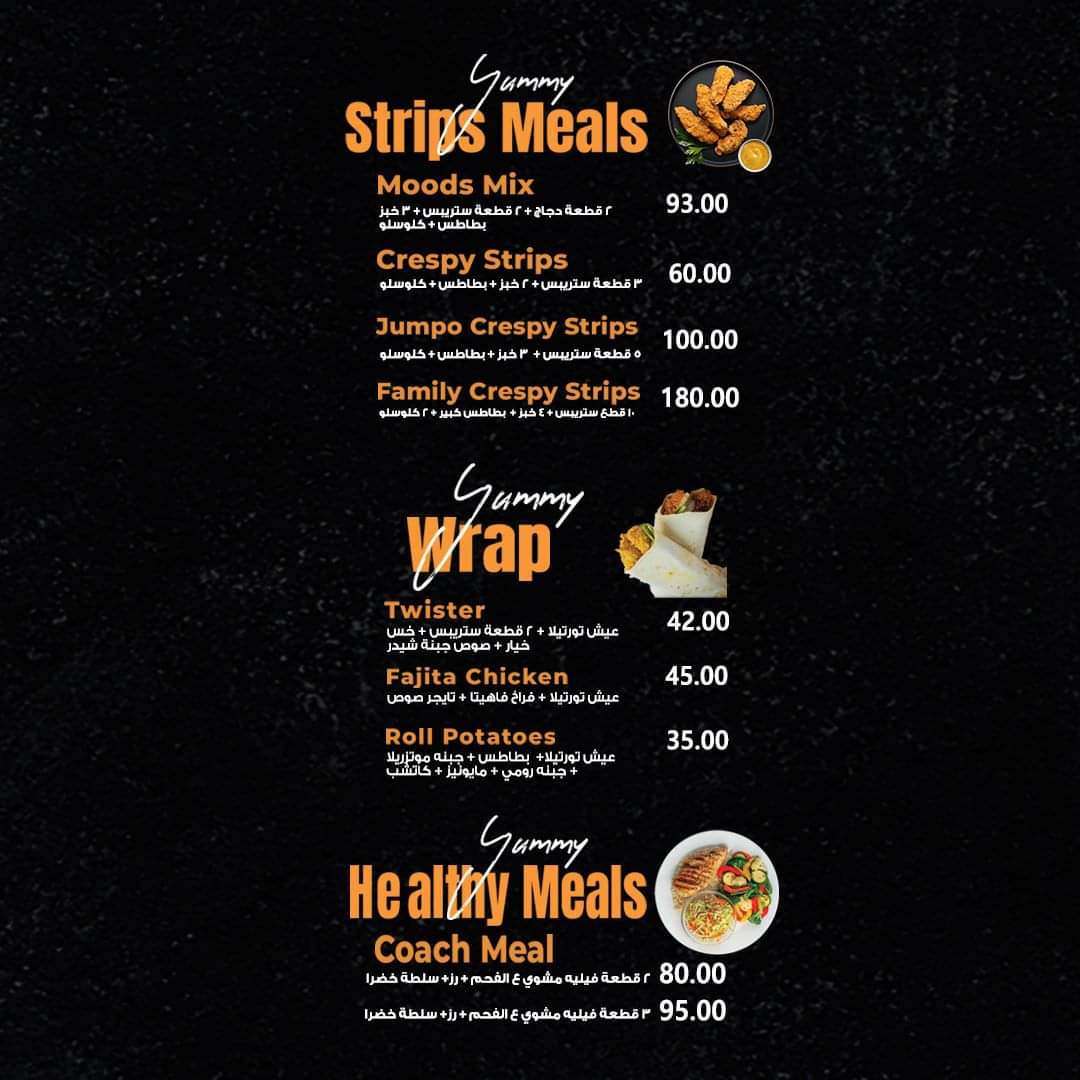 Yummy
Strips Meals
Moods Mix
٢ قطعة دجاج + ٢ قطعة ستريبس + ٣ خبز
بطاطس + كلوسلو
93.00
Crespy Strips
٣ قطعة ستريبس + ٢ خبز + بطاطس + كلوسلو
60.00
Jumpo Crespy Strips
٥ قطعة ستريبس + ٣ خبز + بطاطس + كلوسلو
100.00
Family Crespy Strips
١٠ قطع ستريبس + ٤ خبز + بطاطس كبير + ٢ كلوسلو
180.00
Yummy
Wrap
Twister
عيش تورتيلا + ٢ قطعة ستريبس + خس
خيار + صوص جبنة شيدر
42.00
Fajita Chicken
عيش تورتيلا + فراخ فاهيتا + تايجر صوص
45.00
Roll Potatoes
عيش تورتيلا+ بطاطس + جبنه موتزريلا
+ جبنه رومي + مايونيز + كاتشب
35.00
Yummy
He althy Meals
Coach Meal
٢ قطعة فيليه مشوي ع الفحم + رز+ سلطة خضرا
80.00
٣ قطعة فيليه مشوي ع الفحم + رز+ سلطة خضرا
95.00